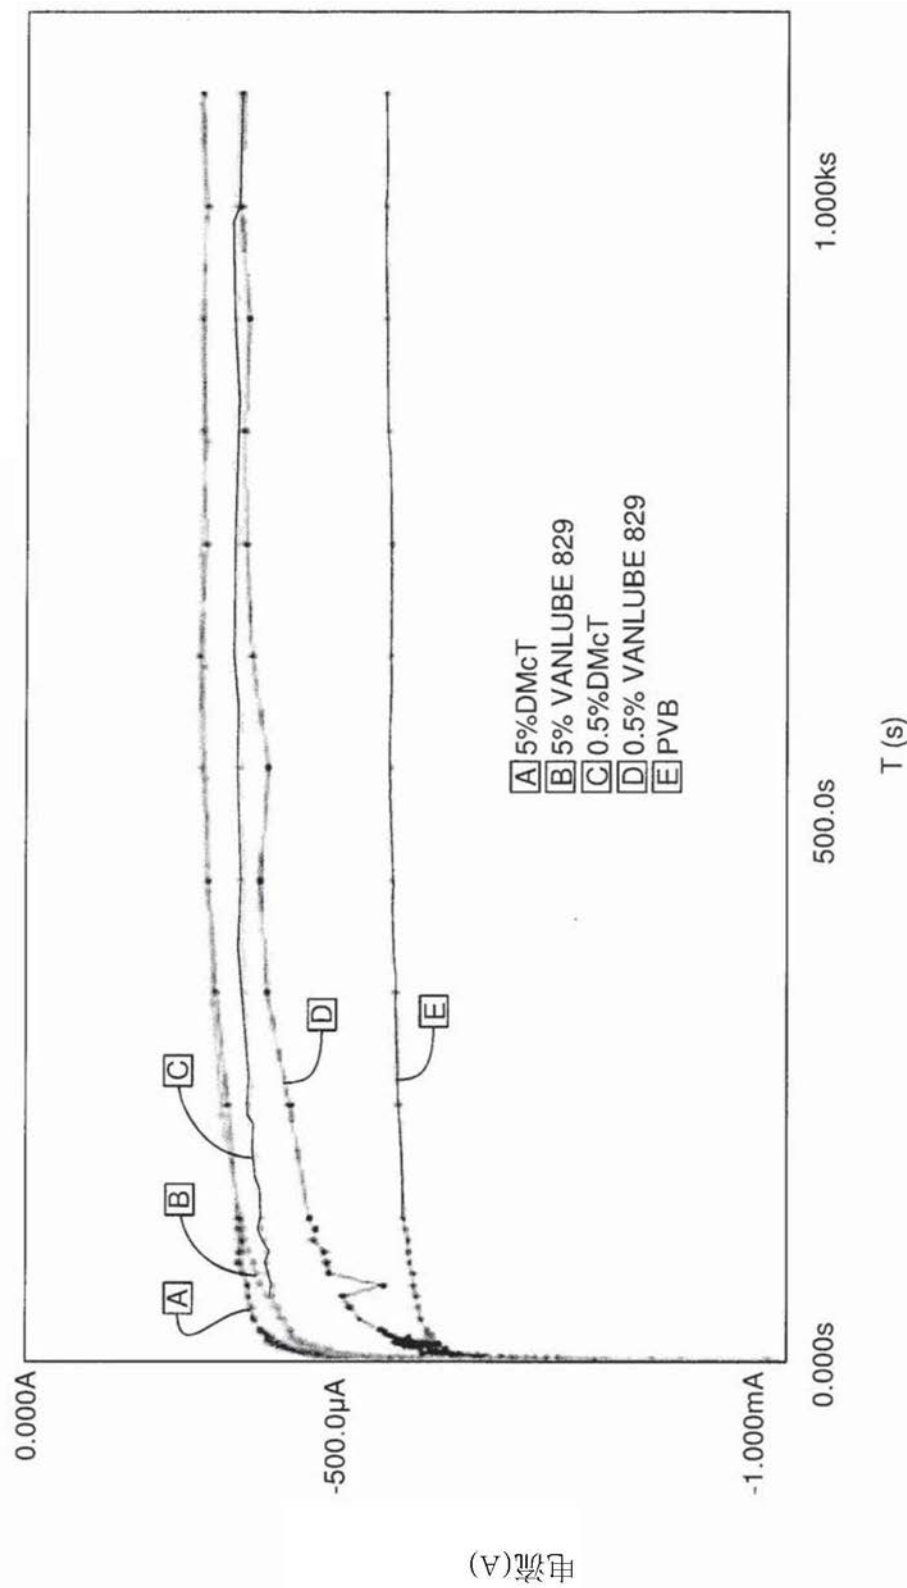 0.000A
-500.0μA
-1.000mA
电流(A)
0.000s
500.0s
1.000ks
T (s)
A
B
C
D
E
A 5%DMcT
B 5% VANLUBE 829
C 0.5%DMcT
D 0.5% VANLUBE 829
E PVB